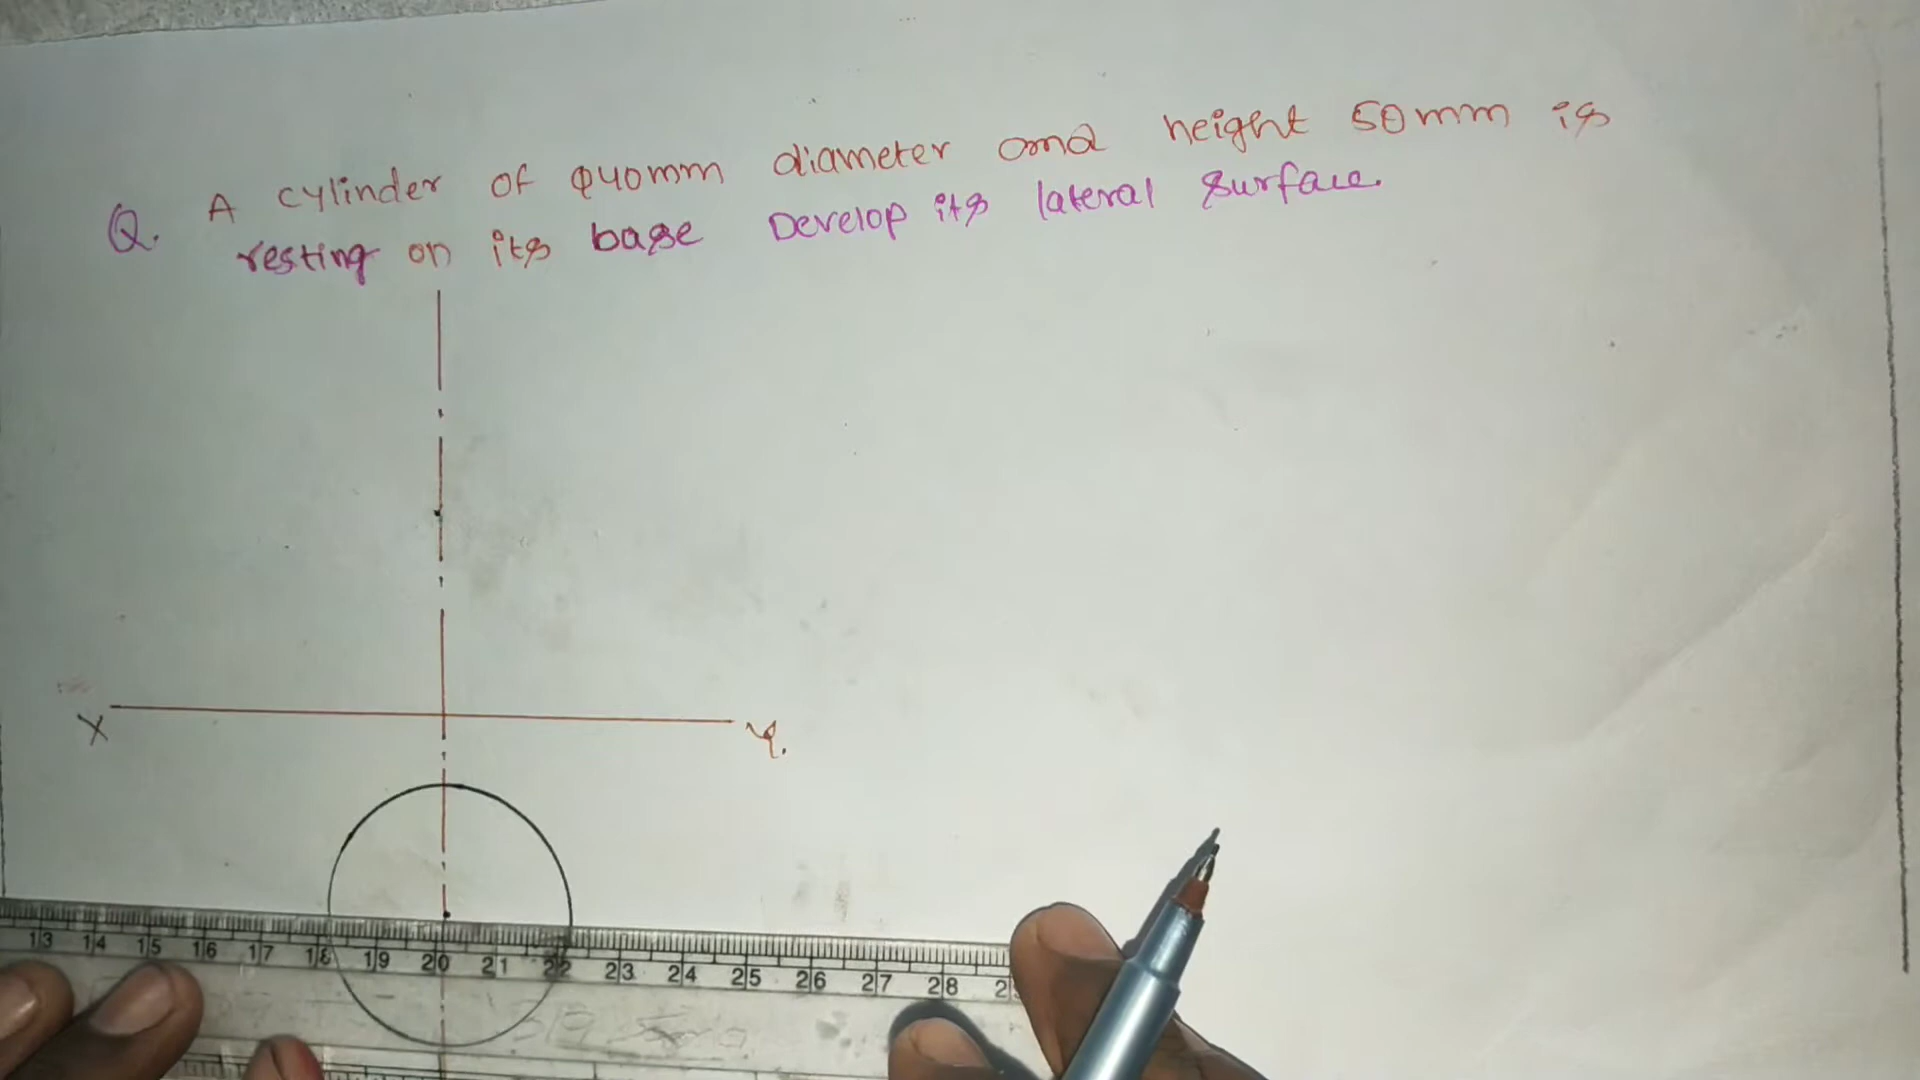 Q. A cylinder of φ40mm diameter and height 50mm is
resting on its base Develop its lateral surface.
X Y.
13 14 15 16 17 18 19 20 21 22 23 24 25 26 27 28